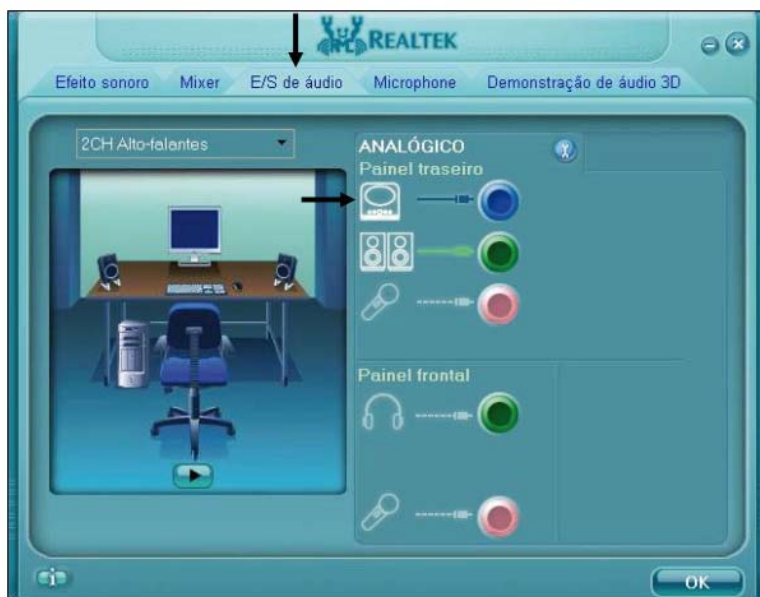 REALTEK
Efeito sonoro Mixer E/S de áudio Microphone Demonstração de áudio 3D
2CH Alto-falantes
ANALÓGICO
Painel traseiro
Painel frontal
OK